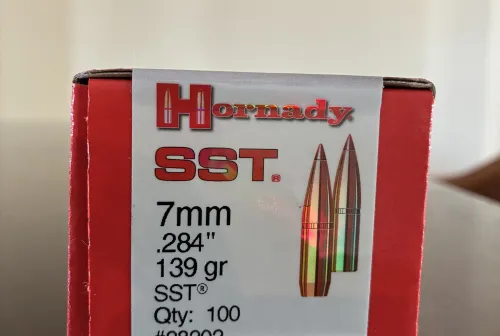 Hornady
SST®
7mm
.284"
139 gr
SST®
Qty: 100